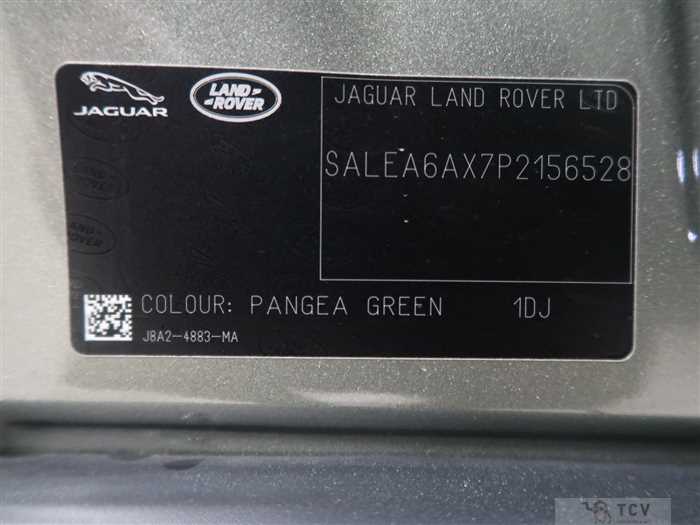 JAGUAR
LAND ROVER
JAGUAR LAND ROVER LTD
SALEA6AX7P2156528
COLOUR: PANGEA GREEN 1DJ
J8A2-4883-MA
TCV